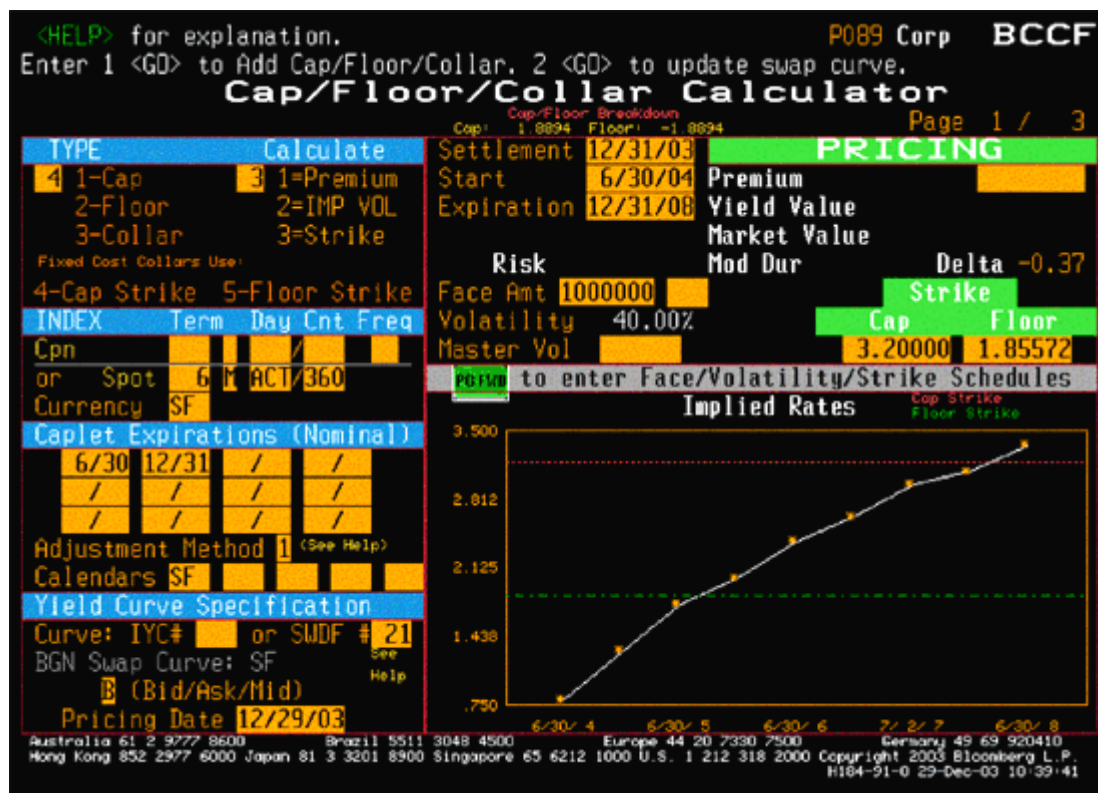 <HELP> for explanation. P089 Corp BCCF
Enter 1 <GO> to Add Cap/Floor/Collar. 2 <GO> to update swap curve.
Cap/Floor/Collar Calculator
Cap/Floor Breakdown
Cap: 1.8894 Floor: -1.8894
Page 1 / 3
TYPE Calculate
4 1-Cap 3 1=Premium
2-Floor 2=IMP VOL
3-Collar 3=Strike
Fixed Cost Collars Use:
4-Cap Strike 5-Floor Strike
Settlement 12/31/03
Start 6/30/04
Expiration 12/31/08
Risk
Face Amt 1000000
Volatility 40.00%
Master Vol
PRICING
Premium
Yield Value
Market Value
Mod Dur Delta -0.37
Strike
Cap Floor
3.20000 1.85572
INDEX Term Day Cnt Freq
Cpn /
or Spot 6 M ACT/360
Currency SF
Caplet Expirations (Nominal)
6/30 12/31 / /
/ / / /
/ / / /
Adjustment Method 1 (See Help)
Calendars SF
Yield Curve Specification
Curve: IYC# or SWDF # 21
BGN Swap Curve: SF See Help
B (Bid/Ask/Mid)
Pricing Date 12/29/03
PG FWD to enter Face/Volatility/Strike Schedules
Implied Rates
Cap Strike
Floor Strike
3.500
2.812
2.125
1.438
.750
6/30/ 4 6/30/ 5 6/30/ 6 7/ 2/ 7 6/30/ 8
Australia 61 2 9777 8600 Brazil 5511 3048 4500 Europe 44 20 7330 7500 Germany 49 69 920410
Hong Kong 852 2977 6000 Japan 81 3 3201 8900 Singapore 65 6212 1000 U.S. 1 212 318 2000 Copyright 2003 Bloomberg L.P.
H184-91-0 29-Dec-03 10:39:41